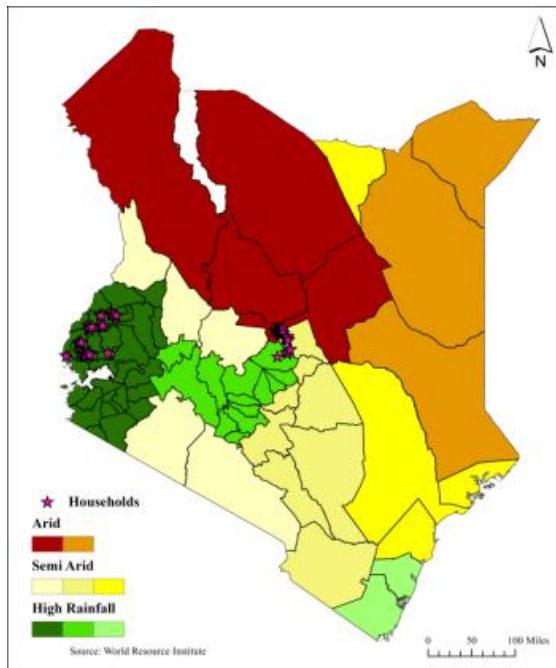 N
Households
Arid
Semi Arid
High Rainfall
Source: World Resource Institute
0 50 100 Miles